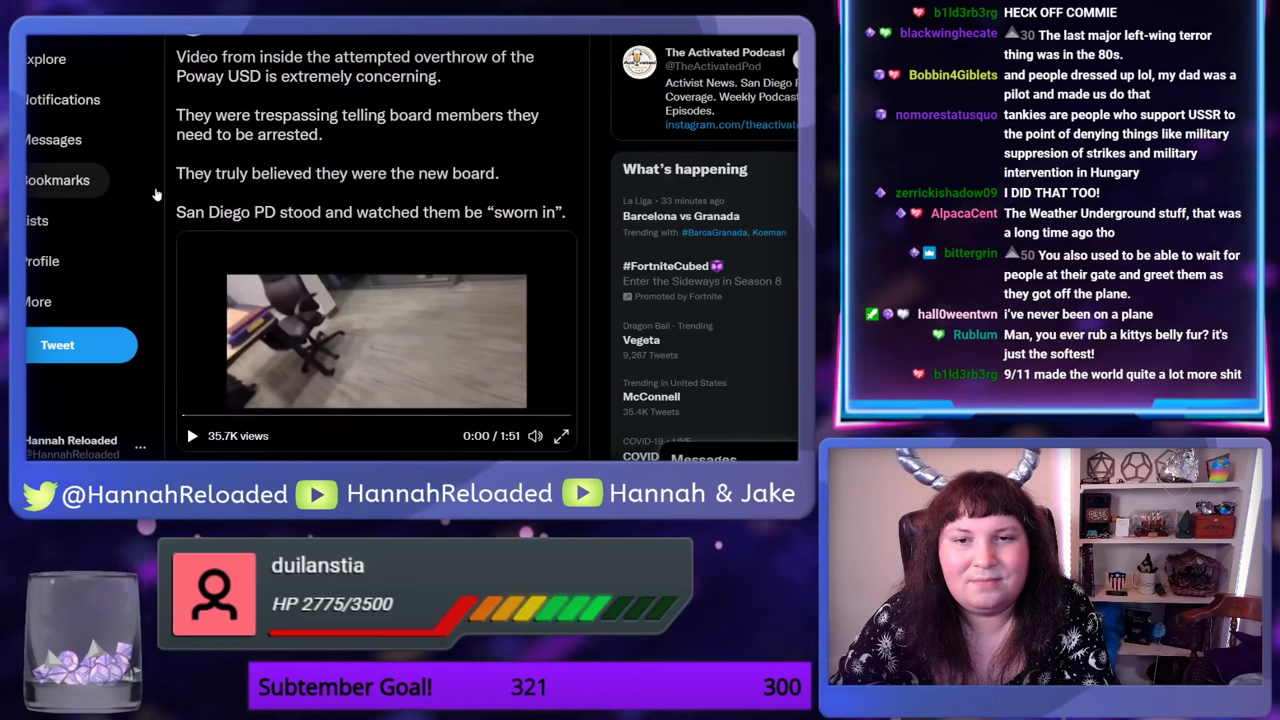 xplore
Notifications
Messages
Bookmarks
ists
Profile
More
Tweet
Hannah Reloaded
@HannahReloaded
Video from inside the attempted overthrow of the
Poway USD is extremely concerning.
They were trespassing telling board members they
need to be arrested.
They truly believed they were the new board.
San Diego PD stood and watched them be “sworn in”.
35.7K views
0:00 / 1:51
The Activated Podcast
@TheActivatedPod
Activist News. San Diego
Coverage. Weekly Podcast
Episodes.
instagram.com/theactivat
What’s happening
La Liga · 33 minutes ago
Barcelona vs Granada
Trending with #BarcaGranada, Koeman
#FortniteCubed
Enter the Sideways in Season 8
Promoted by Fortnite
Dragon Ball · Trending
Vegeta
9,267 Tweets
Trending in United States
McConnell
35.4K Tweets
COVID-19 · LIVE
COVID
Messages
@HannahReloaded HannahReloaded Hannah & Jake
duilanstia
HP 2775/3500
Subtember Goal! 321 300
b1ld3rb3rg HECK OFF COMMIE
blackwinghecate 30 The last major left-wing terror
thing was in the 80s.
Bobbin4Giblets and people dressed up lol, my dad was a
pilot and made us do that
nomorestatusquo tankies are people who support USSR to
the point of denying things like military
suppresion of strikes and military
intervention in Hungary
zerrickishadow09 I DID THAT TOO!
AlpacaCent The Weather Underground stuff, that was
a long time ago tho
bittergrin 50 You also used to be able to wait for
people at their gate and greet them as
they got off the plane.
hall0weentwn i’ve never been on a plane
Rublum Man, you ever rub a kittys belly fur? it's
just the softest!
b1ld3rb3rg 9/11 made the world quite a lot more shit